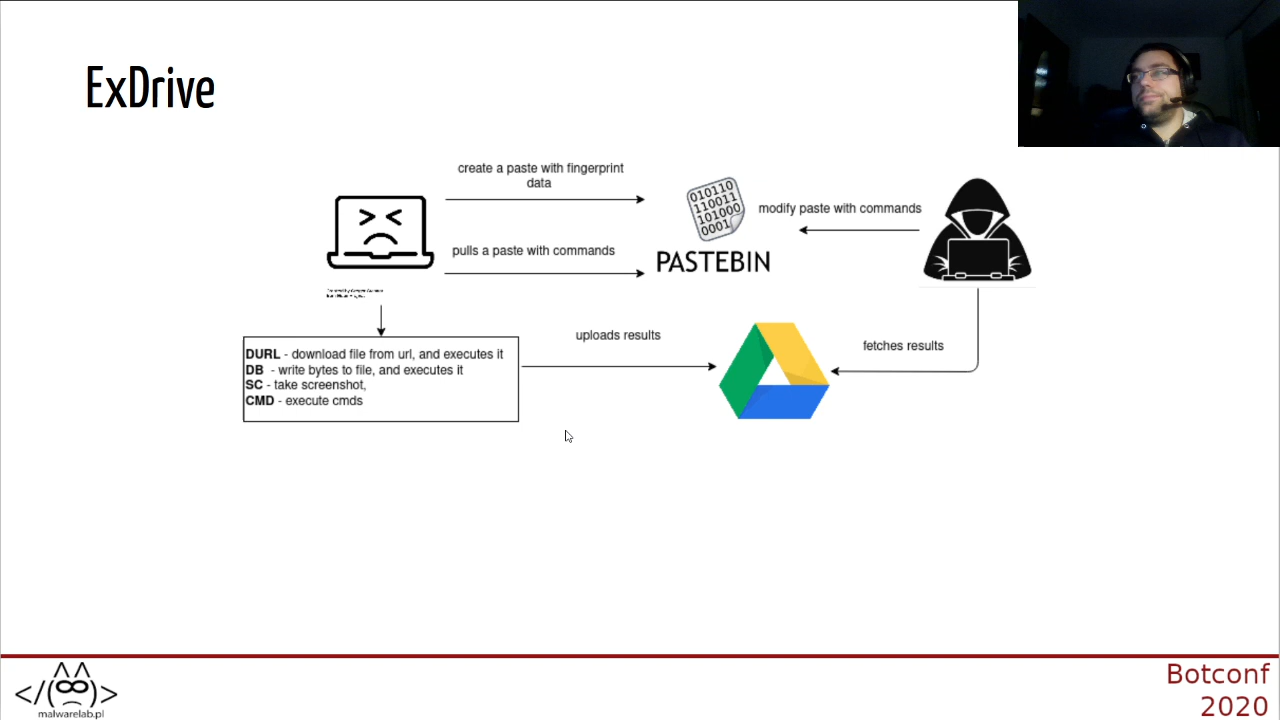 ExDrive
create a paste with fingerprint
data
pulls a paste with commands
010110
110011
101000
0001
PASTEBIN
modify paste with commands
DURL - download file from url, and executes it
DB - write bytes to file, and executes it
SC - take screenshot,
CMD - execute cmds
uploads results
fetches results
</(∞)>
malwarelab.pl
Botconf
2020